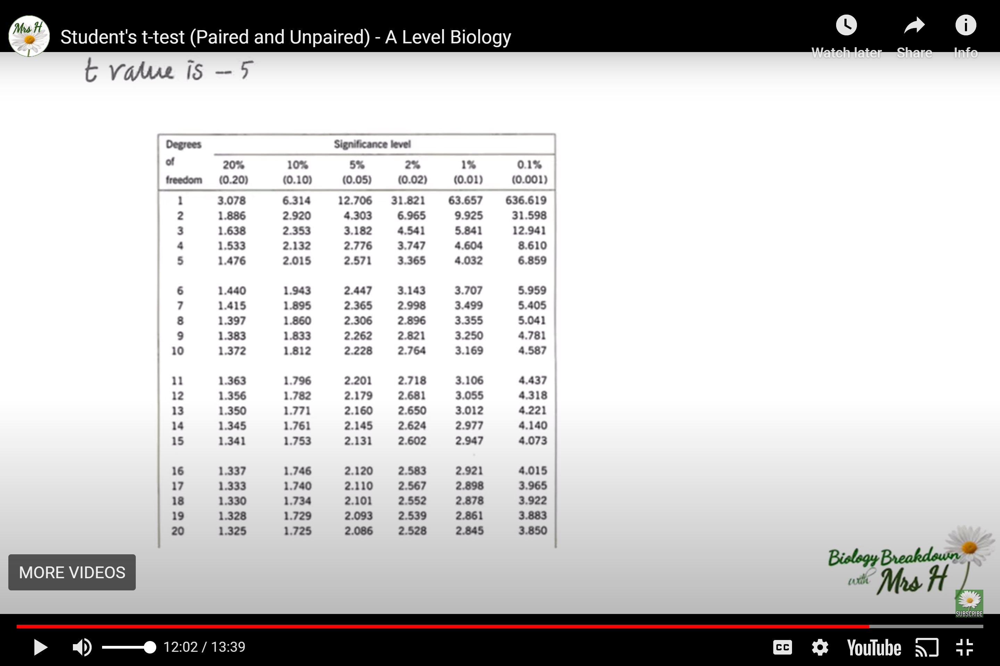 Mrs H
Student's t-test (Paired and Unpaired) - A Level Biology
Watch later Share Info
t value is – 5
Degrees Significance level
of 20% 10% 5% 2% 1% 0.1%
freedom (0.20) (0.10) (0.05) (0.02) (0.01) (0.001)
1 3.078 6.314 12.706 31.821 63.657 636.619
2 1.886 2.920 4.303 6.965 9.925 31.598
3 1.638 2.353 3.182 4.541 5.841 12.941
4 1.533 2.132 2.776 3.747 4.604 8.610
5 1.476 2.015 2.571 3.365 4.032 6.859
6 1.440 1.943 2.447 3.143 3.707 5.959
7 1.415 1.895 2.365 2.998 3.499 5.405
8 1.397 1.860 2.306 2.896 3.355 5.041
9 1.383 1.833 2.262 2.821 3.250 4.781
10 1.372 1.812 2.228 2.764 3.169 4.587
11 1.363 1.796 2.201 2.718 3.106 4.437
12 1.356 1.782 2.179 2.681 3.055 4.318
13 1.350 1.771 2.160 2.650 3.012 4.221
14 1.345 1.761 2.145 2.624 2.977 4.140
15 1.341 1.753 2.131 2.602 2.947 4.073
16 1.337 1.746 2.120 2.583 2.921 4.015
17 1.333 1.740 2.110 2.567 2.898 3.965
18 1.330 1.734 2.101 2.552 2.878 3.922
19 1.328 1.729 2.093 2.539 2.861 3.883
20 1.325 1.725 2.086 2.528 2.845 3.850
MORE VIDEOS
Biology Breakdown
with Mrs H
SUBSCRIBE
12:02 / 13:39
CC
YouTube